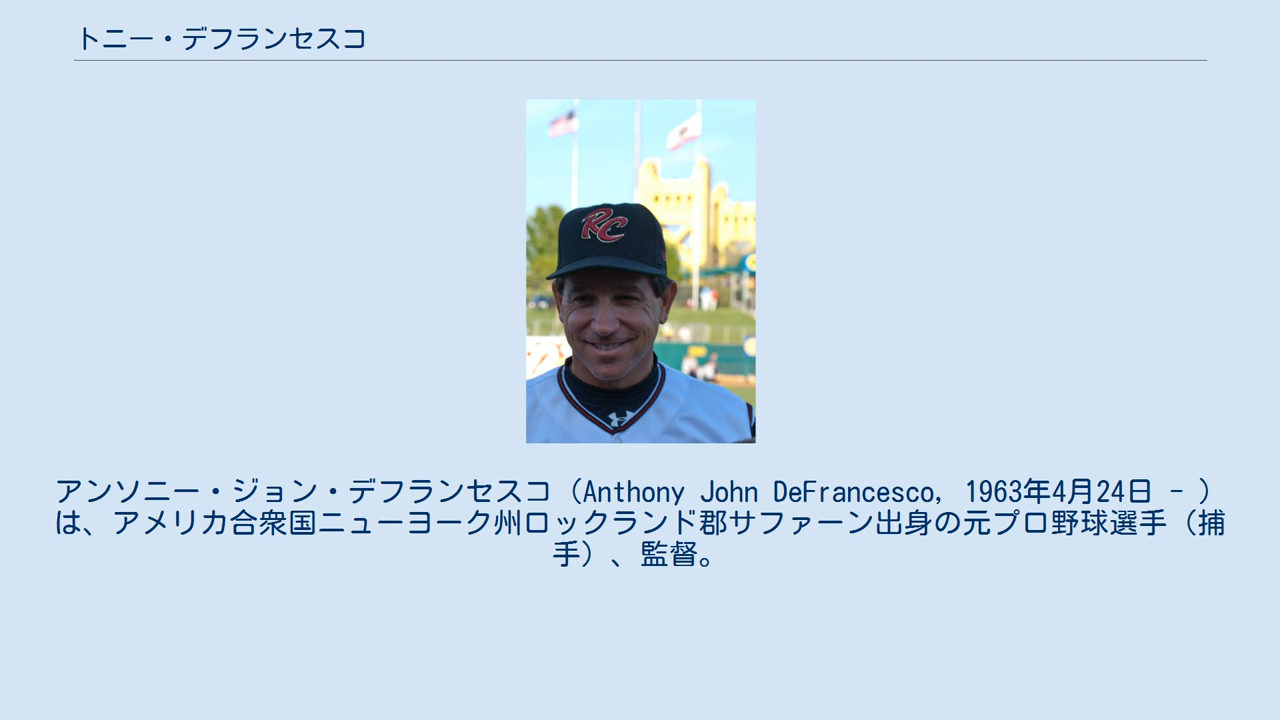 トニー・デフランセスコ
RC
アンソニー・ジョン・デフランセスコ（Anthony John DeFrancesco, 1963年4月24日 - ）
は、アメリカ合衆国ニューヨーク州ロックランド郡サファーン出身の元プロ野球選手（捕
手）、監督。